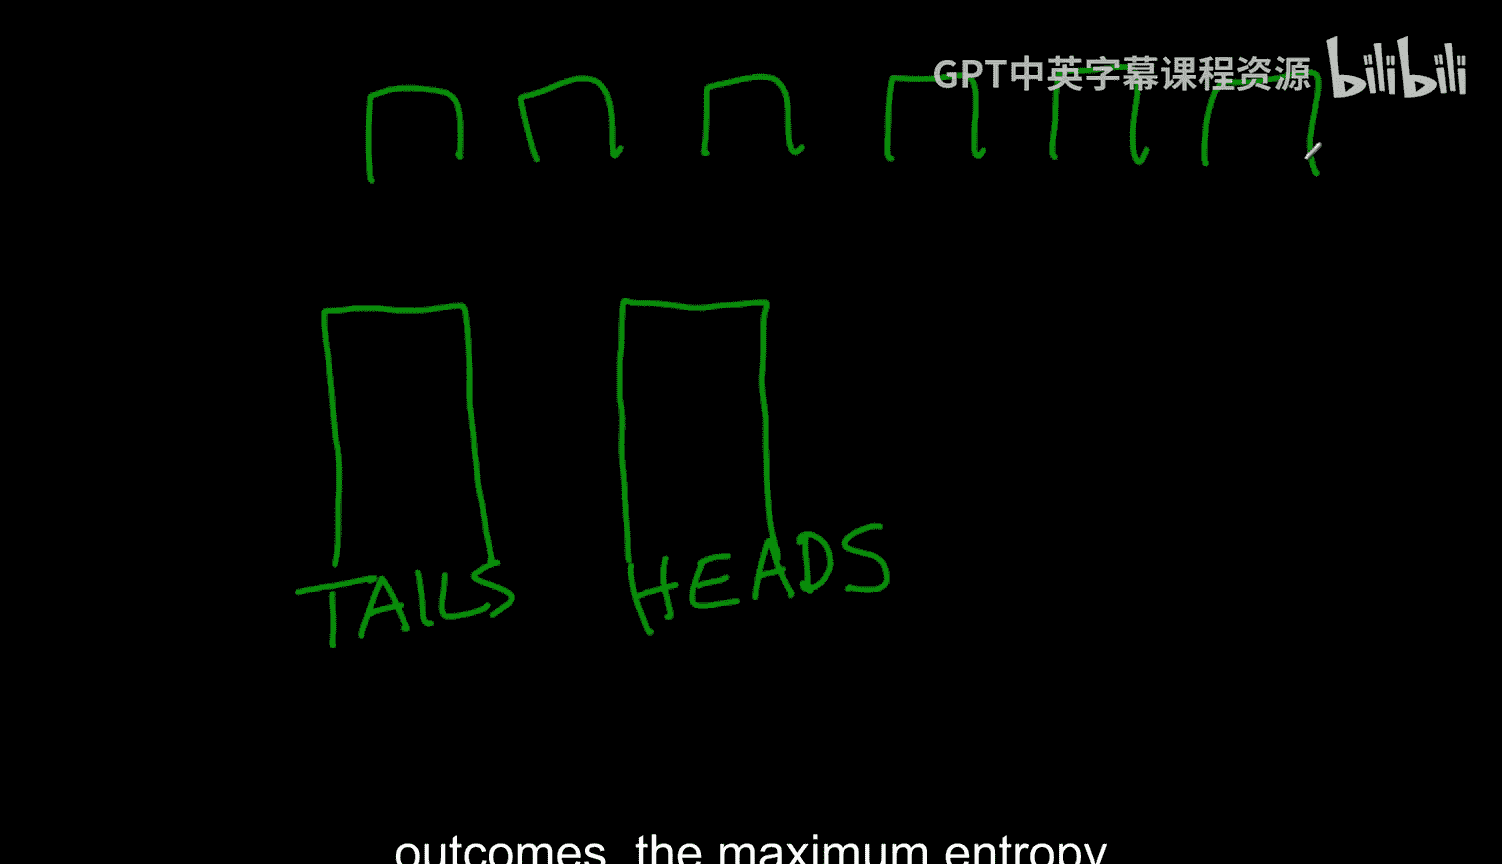 GPT中英字幕课程资源 bilibili
TAILS HEADS
outcomes, the maximum entropy